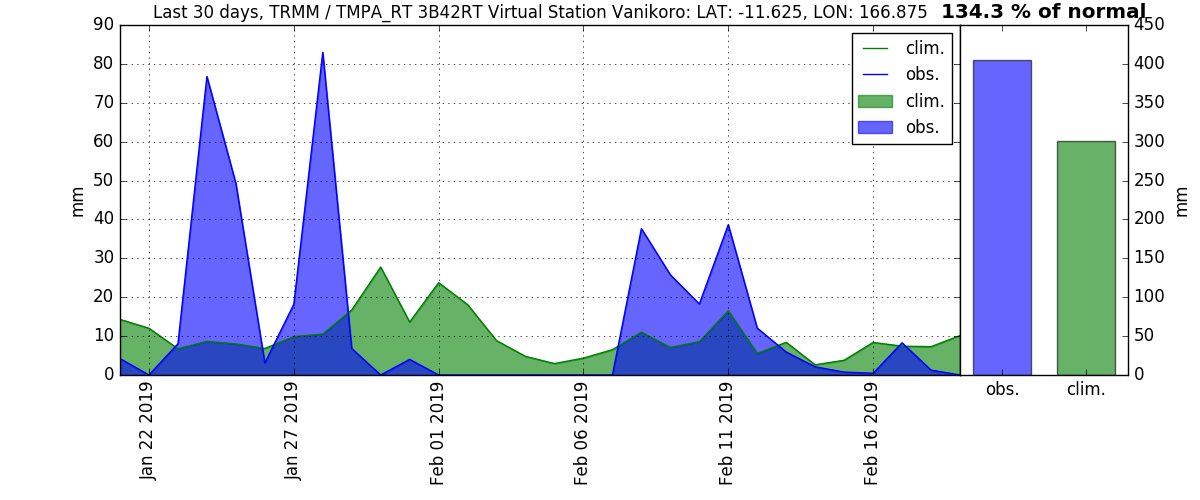 Last 30 days, TRMM / TMPA_RT 3B42RT Virtual Station Vanikoro: LAT: -11.625, LON: 166.875 134.3 % of normal
90
80
70
60
50
40
30
20
10
0
mm
clim.
obs.
clim.
obs.
450
400
350
300
250
200
150
100
50
0
mm
Jan 22 2019
Jan 27 2019
Feb 01 2019
Feb 06 2019
Feb 11 2019
Feb 16 2019
obs. clim.